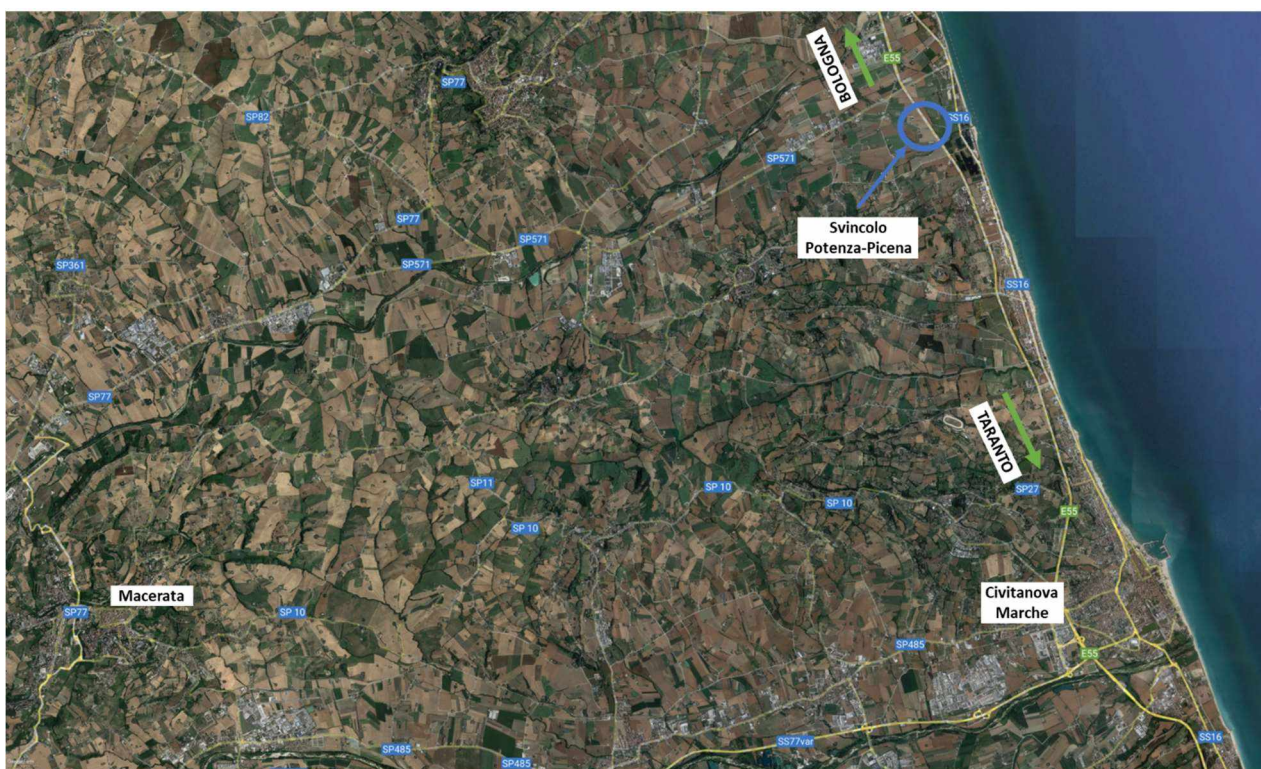 BOLOGNA
E55
SP77
SP82
SS16
SP571
SP77
Svincolo
Potenza-Picena
SP571
SP361
SP571
SS16
SP77
TARANTO
SP11
SP 10
SP27
SP 10
E55
SP 10
Macerata
Civitanova
Marche
SP77
SP 10
SP485
E55
SS16
SS77var
SP485
SP485